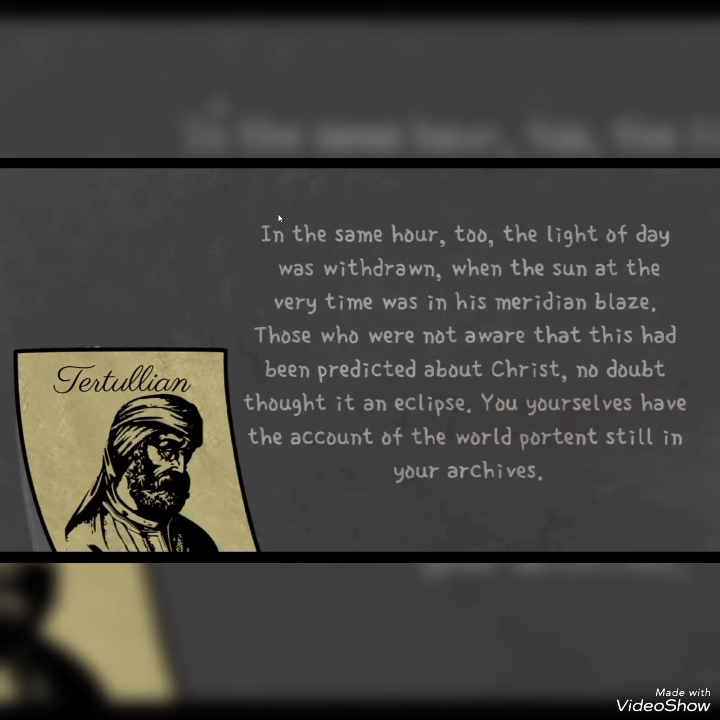 In the same hour, too, the light of day
was withdrawn, when the sun at the
very time was in his meridian blaze.
Those who were not aware that this had
been predicted about Christ, no doubt
thought it an eclipse. You yourselves have
the account of the world portent still in
your archives.
Tertullian
Made with
VideoShow